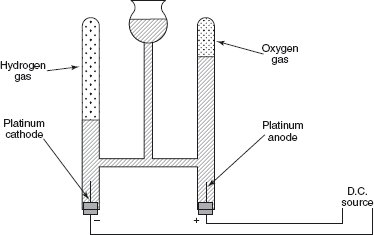 Hydrogen
gas
Oxygen
gas
Platinum
cathode
Platinum
anode
D.C.
source
−
+